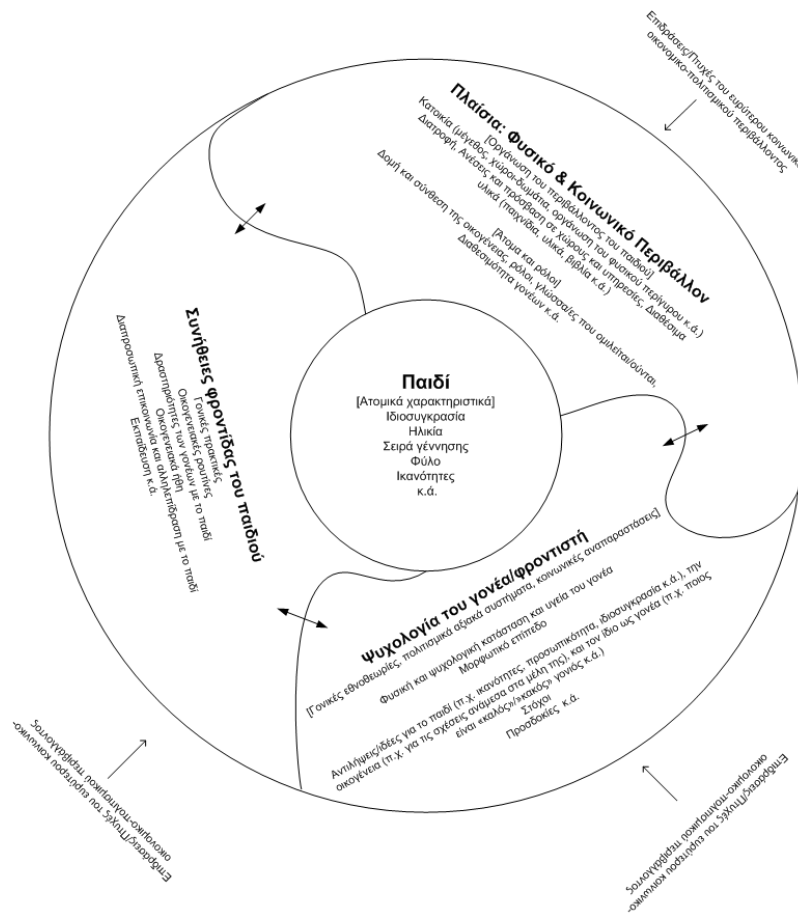 Επιδράσεις/Πτυχές του ευρύτερου κοινωνικο-
οικονομικο-πολιτισμικού περιβάλλοντος
Πλαίσια: Φυσικό & Κοινωνικό Περιβάλλον
[Οργάνωση του περιβάλλοντος του παιδιού]
Κατοικία (μέγεθος, χώροι-δωμάτια, οργάνωση του φυσικού περίγυρου κ.ά.)
Διατροφή, Ανέσεις και πρόσβαση σε χώρους και υπηρεσίες, Διαθέσιμα
υλικά (παιχνίδια, υλικά, βιβλία κ.ά.)
[Άτομα και ρόλοι]
Δομή και σύνθεση της οικογένειας, ρόλοι, γλώσσα/ες που ομιλείται/ούνται,
Διαθεσιμότητα γονέων κ.ά.
Παιδί
[Ατομικά χαρακτηριστικά]
Ιδιοσυγκρασία
Ηλικία
Σειρά γέννησης
Φύλο
Ικανότητες
κ.ά.
Συνήθειες φροντίδας του παιδιού
Γονικές πρακτικές
Οικογενειακές ρουτίνες
Δραστηριότητες των γονέων με το παιδί
Οικογενειακά ήθη
Διαπροσωπική επικοινωνία και αλληλεπίδραση με το παιδί
Εκπαίδευση κ.ά.
Ψυχολογία του γονέα/φροντιστή
[Γονικές εθνοθεωρίες, πολιτισμικά αξιακά συστήματα, κοινωνικές αναπαραστάσεις]
Φυσική και ψυχολογική κατάσταση και υγεία του γονέα
Μορφωτικό επίπεδο
Αντιλήψεις/ιδέες για το παιδί (π.χ. ικανότητες, προσωπικότητα, ιδιοσυγκρασία κ.ά.), την
οικογένεια (π.χ. για τις σχέσεις ανάμεσα στα μέλη της), και τον ίδιο ως γονέα (π.χ. ποιος
είναι «καλός»/»κακός» γονιός κ.ά.)
Στόχοι
Προσδοκίες κ.ά.
Επιδράσεις/Πτυχές του ευρύτερου κοινωνικο-
οικονομικο-πολιτισμικού περιβάλλοντος
Επιδράσεις/Πτυχές του ευρύτερου κοινωνικο-
οικονομικο-πολιτισμικού περιβάλλοντος